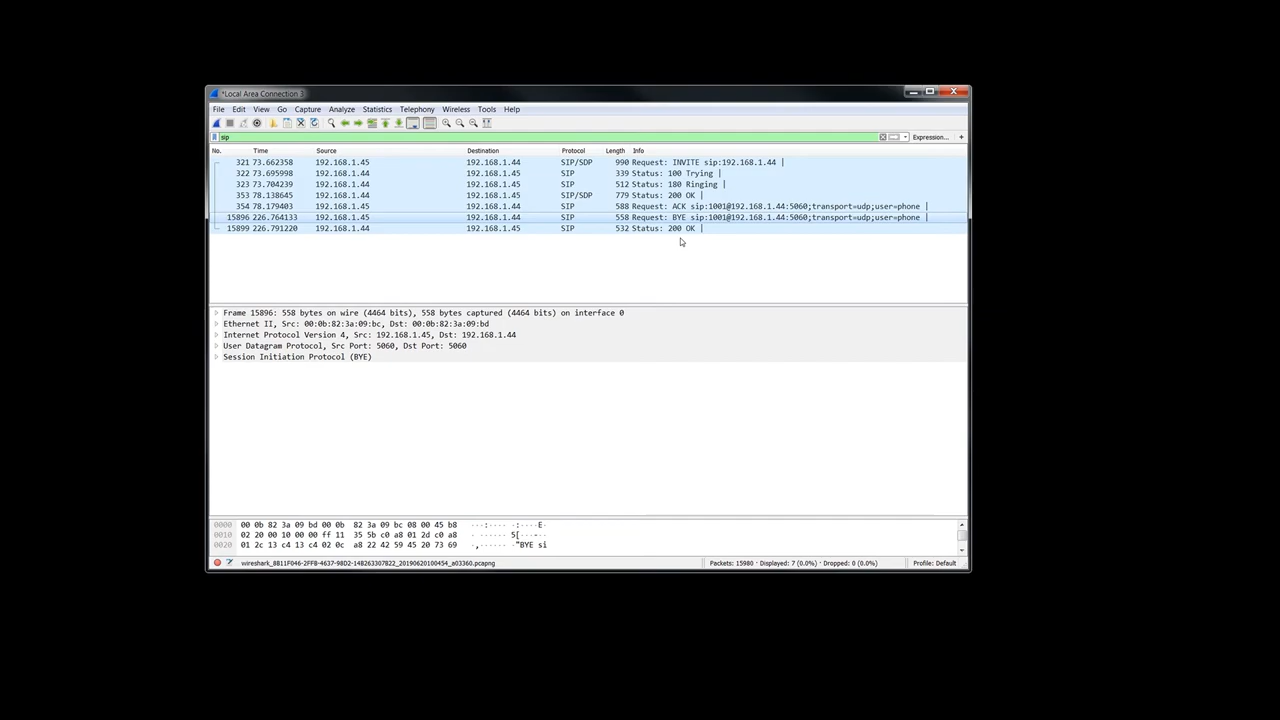 *Local Area Connection 3
File Edit View Go Capture Analyze Statistics Telephony Wireless Tools Help
sip Expression... +
No. Time Source Destination Protocol Length Info
321 73.662358 192.168.1.45 192.168.1.44 SIP/SDP 990 Request: INVITE sip:192.168.1.44 |
322 73.695998 192.168.1.44 192.168.1.45 SIP 339 Status: 100 Trying |
323 73.704239 192.168.1.44 192.168.1.45 SIP 512 Status: 180 Ringing |
353 78.138645 192.168.1.44 192.168.1.45 SIP/SDP 779 Status: 200 OK |
354 78.179403 192.168.1.45 192.168.1.44 SIP 588 Request: ACK sip:1001@192.168.1.44:5060;transport=udp;user=phone |
15896 226.764133 192.168.1.45 192.168.1.44 SIP 558 Request: BYE sip:1001@192.168.1.44:5060;transport=udp;user=phone |
15899 226.791220 192.168.1.44 192.168.1.45 SIP 532 Status: 200 OK |
Frame 15896: 558 bytes on wire (4464 bits), 558 bytes captured (4464 bits) on interface 0
Ethernet II, Src: 00:0b:82:3a:09:bc, Dst: 00:0b:82:3a:09:bd
Internet Protocol Version 4, Src: 192.168.1.45, Dst: 192.168.1.44
User Datagram Protocol, Src Port: 5060, Dst Port: 5060
Session Initiation Protocol (BYE)
0000 00 0b 82 3a 09 bd 00 0b 82 3a 09 bc 08 00 45 b8 ···:···· ·:····E·
0010 02 20 00 10 00 00 ff 11 35 5b c0 a8 01 2d c0 a8 · ······ 5[···-··
0020 01 2c 13 c4 13 c4 02 0c a8 22 42 59 45 20 73 69 ·,······ ·"BYE si
wireshark_8B11F046-2FFB-4637-98D2-14B263307B22_20190620100454_a03360.pcapng Packets: 15980 · Displayed: 7 (0.0%) · Dropped: 0 (0.0%) Profile: Default